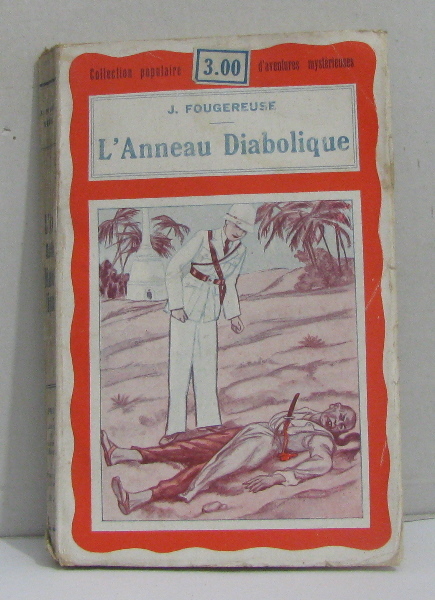 Collection populaire 3.00 d'aventures mystérieuses
J. FOUGEREUSE
L'Anneau Diabolique